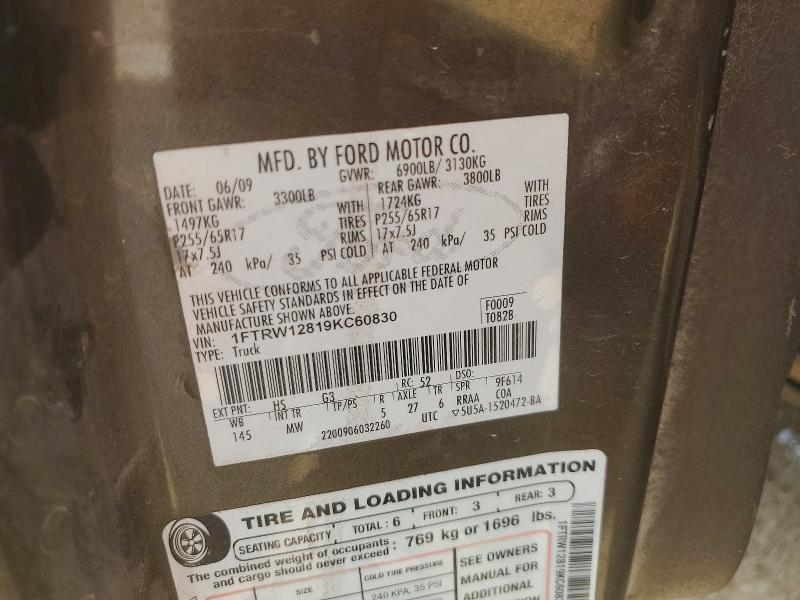 MFD. BY FORD MOTOR CO.
DATE: 06/09 GVWR: 6900LB/ 3130KG
FRONT GAWR: 3300LB REAR GAWR: 3800LB
1497KG WITH 1724KG WITH
P255/65R17 TIRES P255/65R17 TIRES
17x7.5J RIMS 17x7.5J RIMS
AT 240 kPa/ 35 PSI COLD AT 240 kPa/ 35 PSI COLD
THIS VEHICLE CONFORMS TO ALL APPLICABLE FEDERAL MOTOR
VEHICLE SAFETY STANDARDS IN EFFECT ON THE DATE OF
MANUFACTURE SHOWN ABOVE.
VIN: 1FTRW12819KC60830 F0009
TYPE: Truck T0828
EXT PNT: HS G3 RC: 52 DSO:
WB INT TR TP/PS R AXLE TR SPR 9F614
145 MW 5 27 6 RRAA COA
2200906032260 UTC ▽5U5A-1520472-BA
TIRE AND LOADING INFORMATION
SEATING CAPACITY TOTAL: 6 FRONT: 3 REAR: 3
The combined weight of occupants
and cargo should never exceed: 769 kg or 1696 lbs.
SIZE COLD TIRE PRESSURE SEE OWNERS
240 KPA, 35 PSI MANUAL FOR
ADDITIONAL